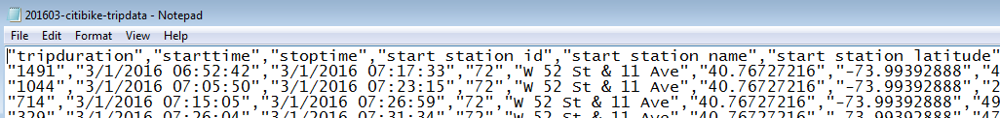 201603-citibike-tripdata - Notepad
File Edit Format View Help
"tripduration","starttime","stoptime","start station id","start station name","start station latitude"
"1491","3/1/2016 06:52:42","3/1/2016 07:17:33","72","W 52 St & 11 Ave","40.76727216","-73.99392888","2
"1044","3/1/2016 07:05:50","3/1/2016 07:23:15","72","W 52 St & 11 Ave","40.76727216","-73.99392888","2
"714","3/1/2016 07:15:05","3/1/2016 07:26:59","72","W 52 St & 11 Ave","40.76727216","-73.99392888","49
"329","3/1/2016 07:26:04","3/1/2016 07:31:34","72","W 52 St & 11 Ave","40.76727216","-73.99392888","47